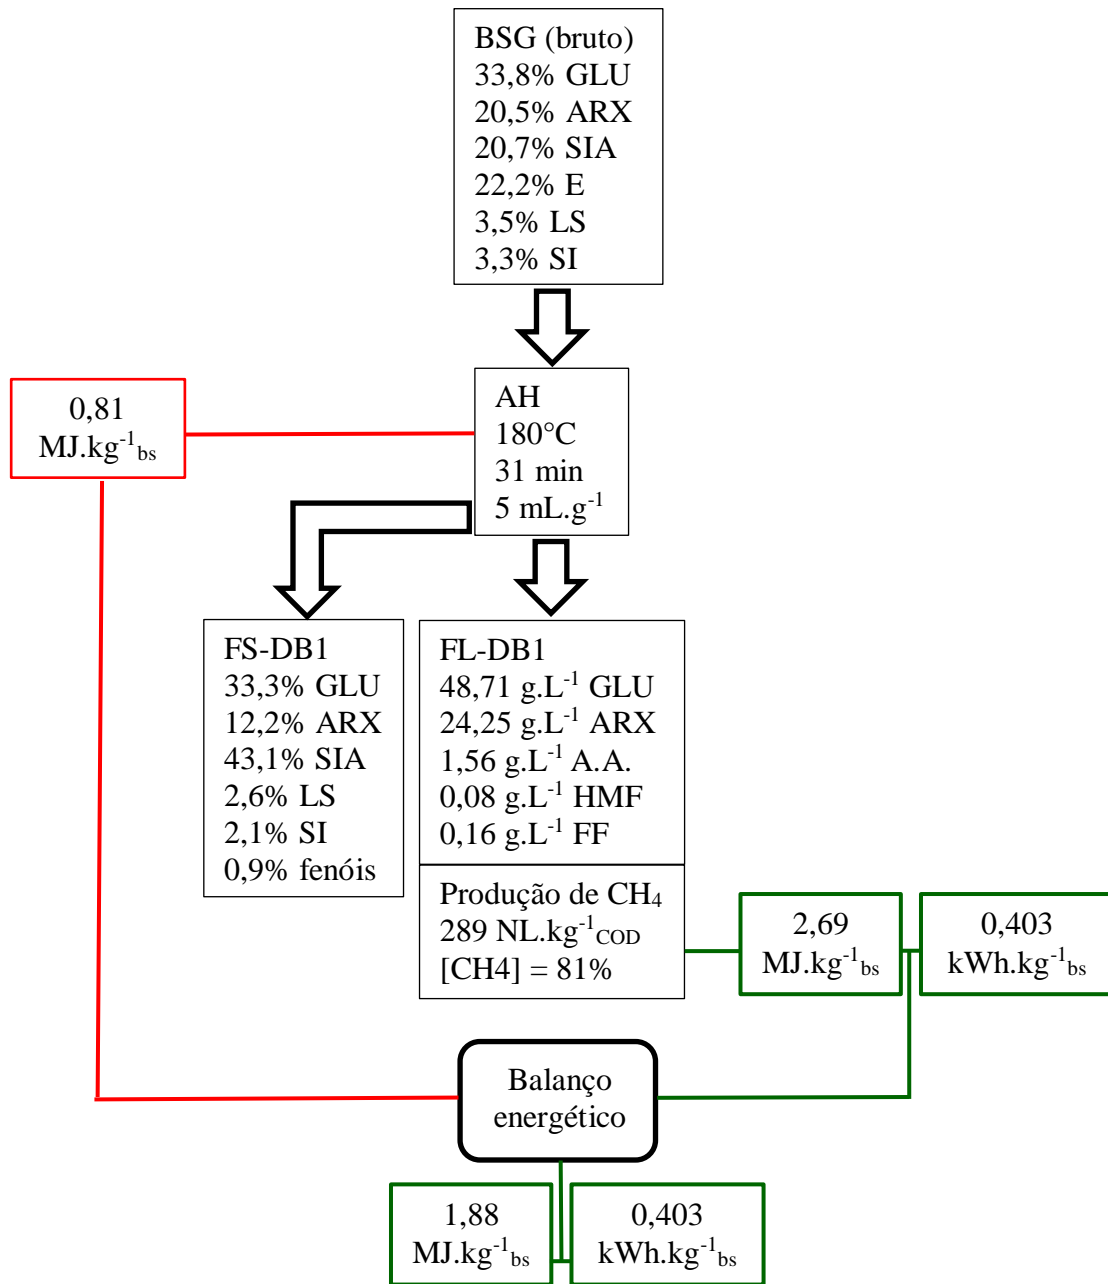 BSG (bruto)
33,8% GLU
20,5% ARX
20,7% SIA
22,2% E
3,5% LS
3,3% SI
0,81
MJ.kg⁻¹bs
AH
180°C
31 min
5 mL.g⁻¹
FS-DB1
33,3% GLU
12,2% ARX
43,1% SIA
2,6% LS
2,1% SI
0,9% fenóis
FL-DB1
48,71 g.L⁻¹ GLU
24,25 g.L⁻¹ ARX
1,56 g.L⁻¹ A.A.
0,08 g.L⁻¹ HMF
0,16 g.L⁻¹ FF
Produção de CH₄
289 NL.kg⁻¹COD
[CH4] = 81%
2,69
MJ.kg⁻¹bs
0,403
kWh.kg⁻¹bs
Balanço
energético
1,88
MJ.kg⁻¹bs
0,403
kWh.kg⁻¹bs